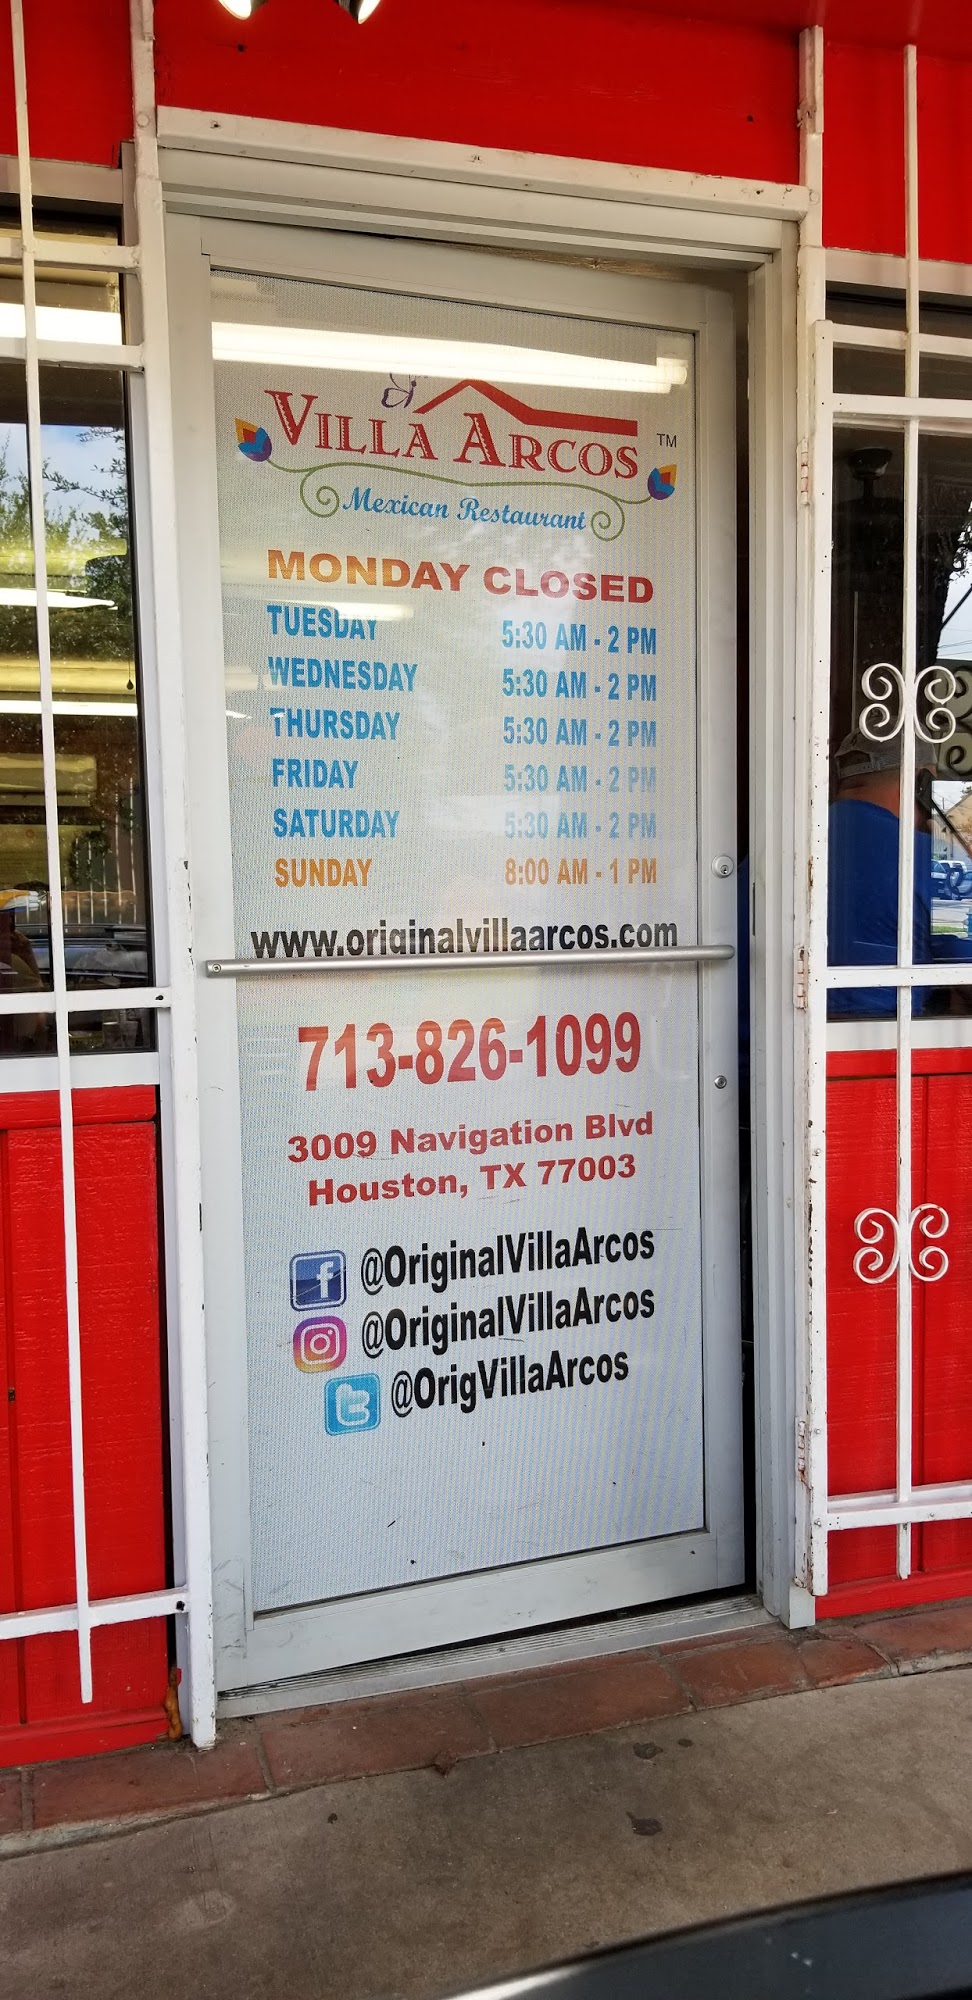 VILLA ARCOS ™
Mexican Restaurant
MONDAY CLOSED
TUESDAY 5:30 AM - 2 PM
WEDNESDAY 5:30 AM - 2 PM
THURSDAY 5:30 AM - 2 PM
FRIDAY 5:30 AM - 2 PM
SATURDAY 5:30 AM - 2 PM
SUNDAY 8:00 AM - 1 PM
www.originalvillaarcos.com
713-826-1099
3009 Navigation Blvd
Houston, TX 77003
f @OriginalVillaArcos
@OriginalVillaArcos
t @OrigVillaArcos